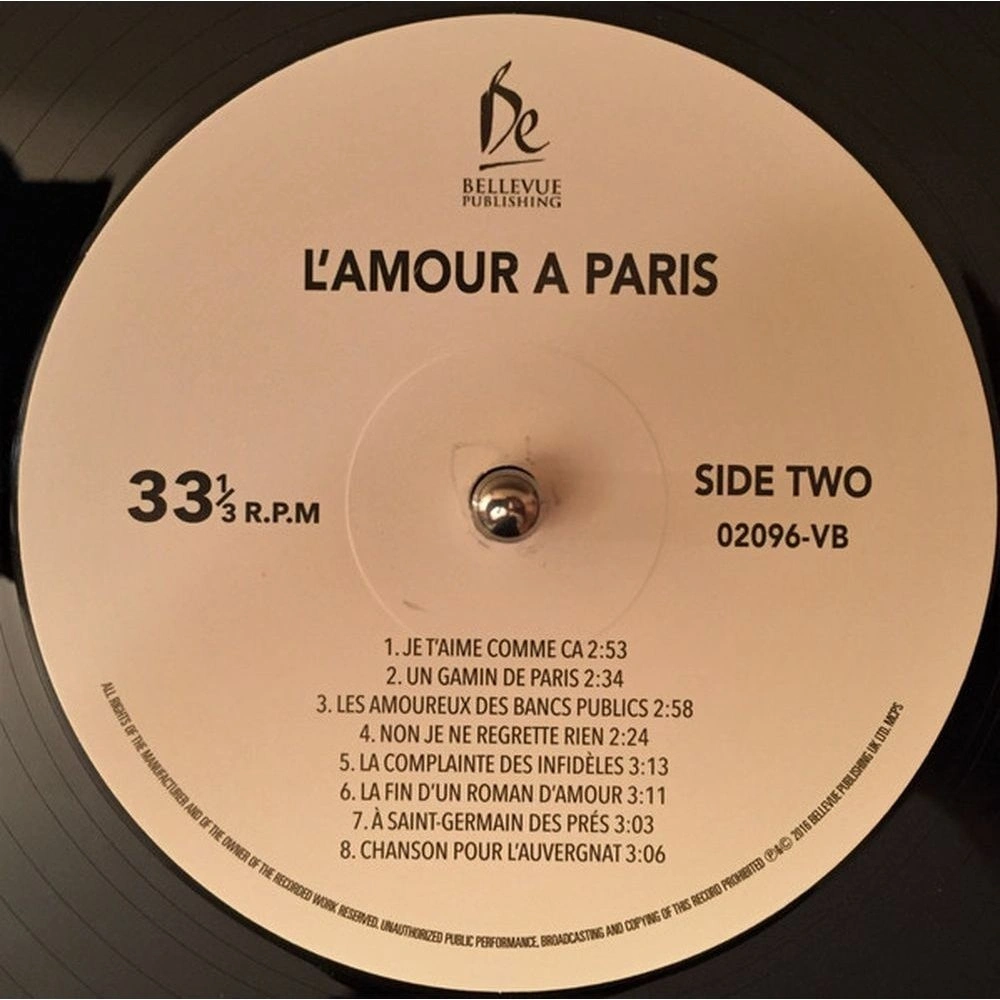 Be
BELLEVUE
PUBLISHING
L'AMOUR A PARIS
33⅓ R.P.M
SIDE TWO
02096-VB
1. JE T'AIME COMME CA 2:53
2. UN GAMIN DE PARIS 2:34
3. LES AMOUREUX DES BANCS PUBLICS 2:58
4. NON JE NE REGRETTE RIEN 2:24
5. LA COMPLAINTE DES INFIDÈLES 3:13
6. LA FIN D'UN ROMAN D'AMOUR 3:11
7. À SAINT-GERMAIN DES PRÉS 3:03
8. CHANSON POUR L'AUVERGNAT 3:06
ALL RIGHTS OF THE MANUFACTURER AND OF THE OWNER OF THE RECORDED WORK RESERVED. UNAUTHORIZED PUBLIC PERFORMANCE, BROADCASTING AND COPYING OF THIS RECORD PROHIBITED ℗&© 2016 BELLEVUE PUBLISHING UK LTD. MCPS